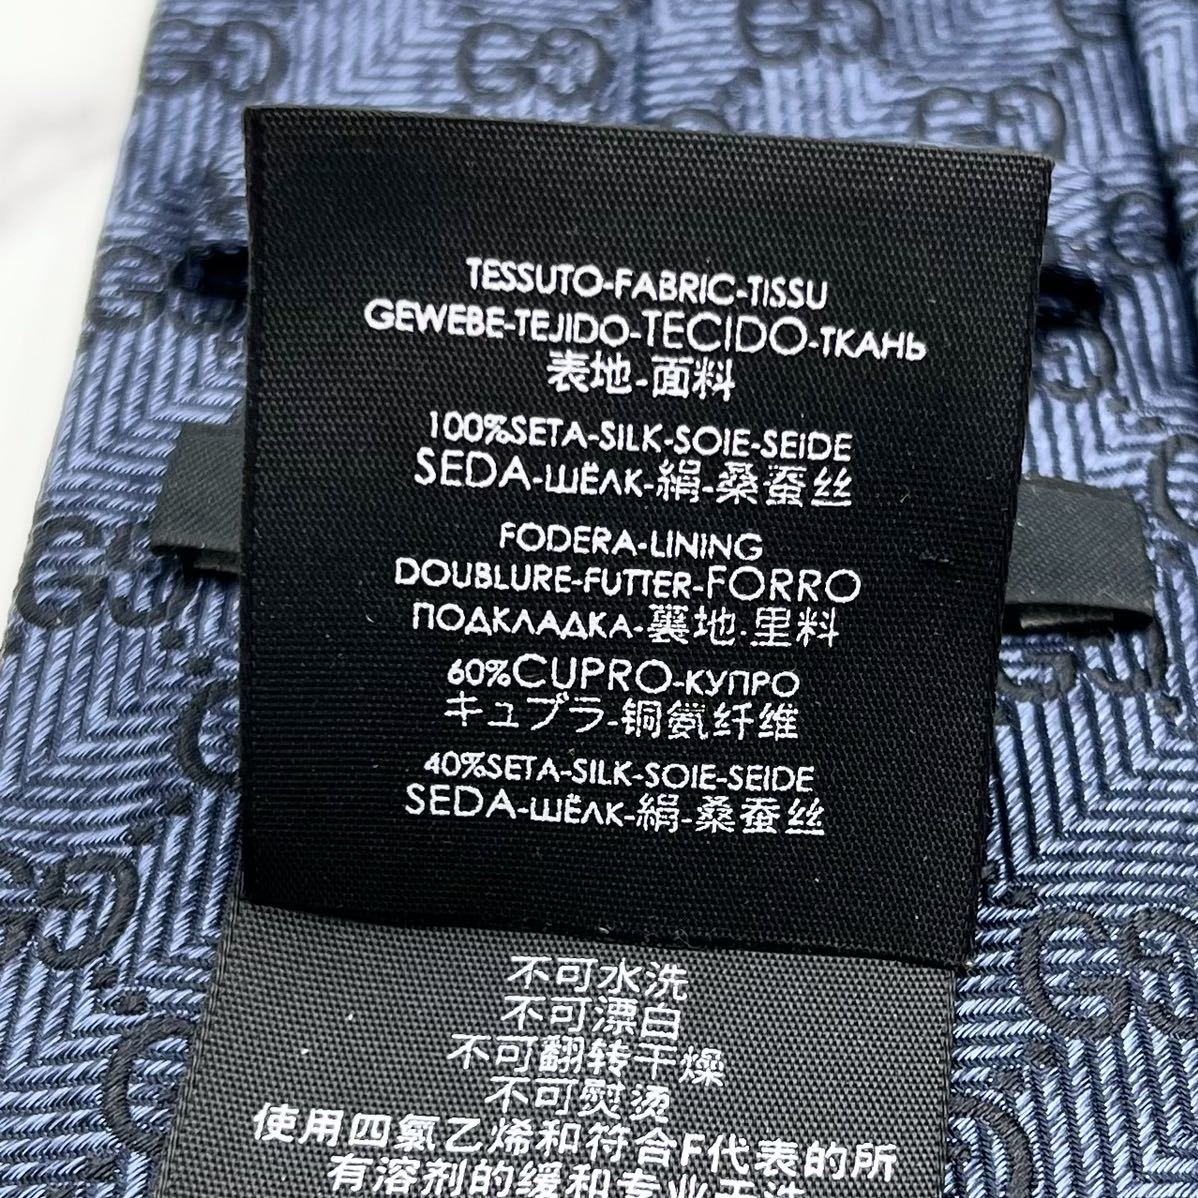 TESSUTO-FABRIC-TISSU
GEWEBE-TEJIDO-TECIDO-ТКАНЬ
表地-面料
100%SETA-SILK-SOIE-SEIDE
SEDA-ШЁЛК-絹-桑蚕丝
FODERA-LINING
DOUBLURE-FUTTER-FORRO
ПОДКЛАДКА-裏地-里料
60%CUPRO-КУПРО
キュプラ-铜氨纤维
40%SETA-SILK-SOIE-SEIDE
SEDA-ШЁЛК-絹-桑蚕丝
不可水洗
不可漂白
不可翻转干燥
不可熨烫
使用四氯乙烯和符合F代表的所
有溶剂的缓和专业干洗